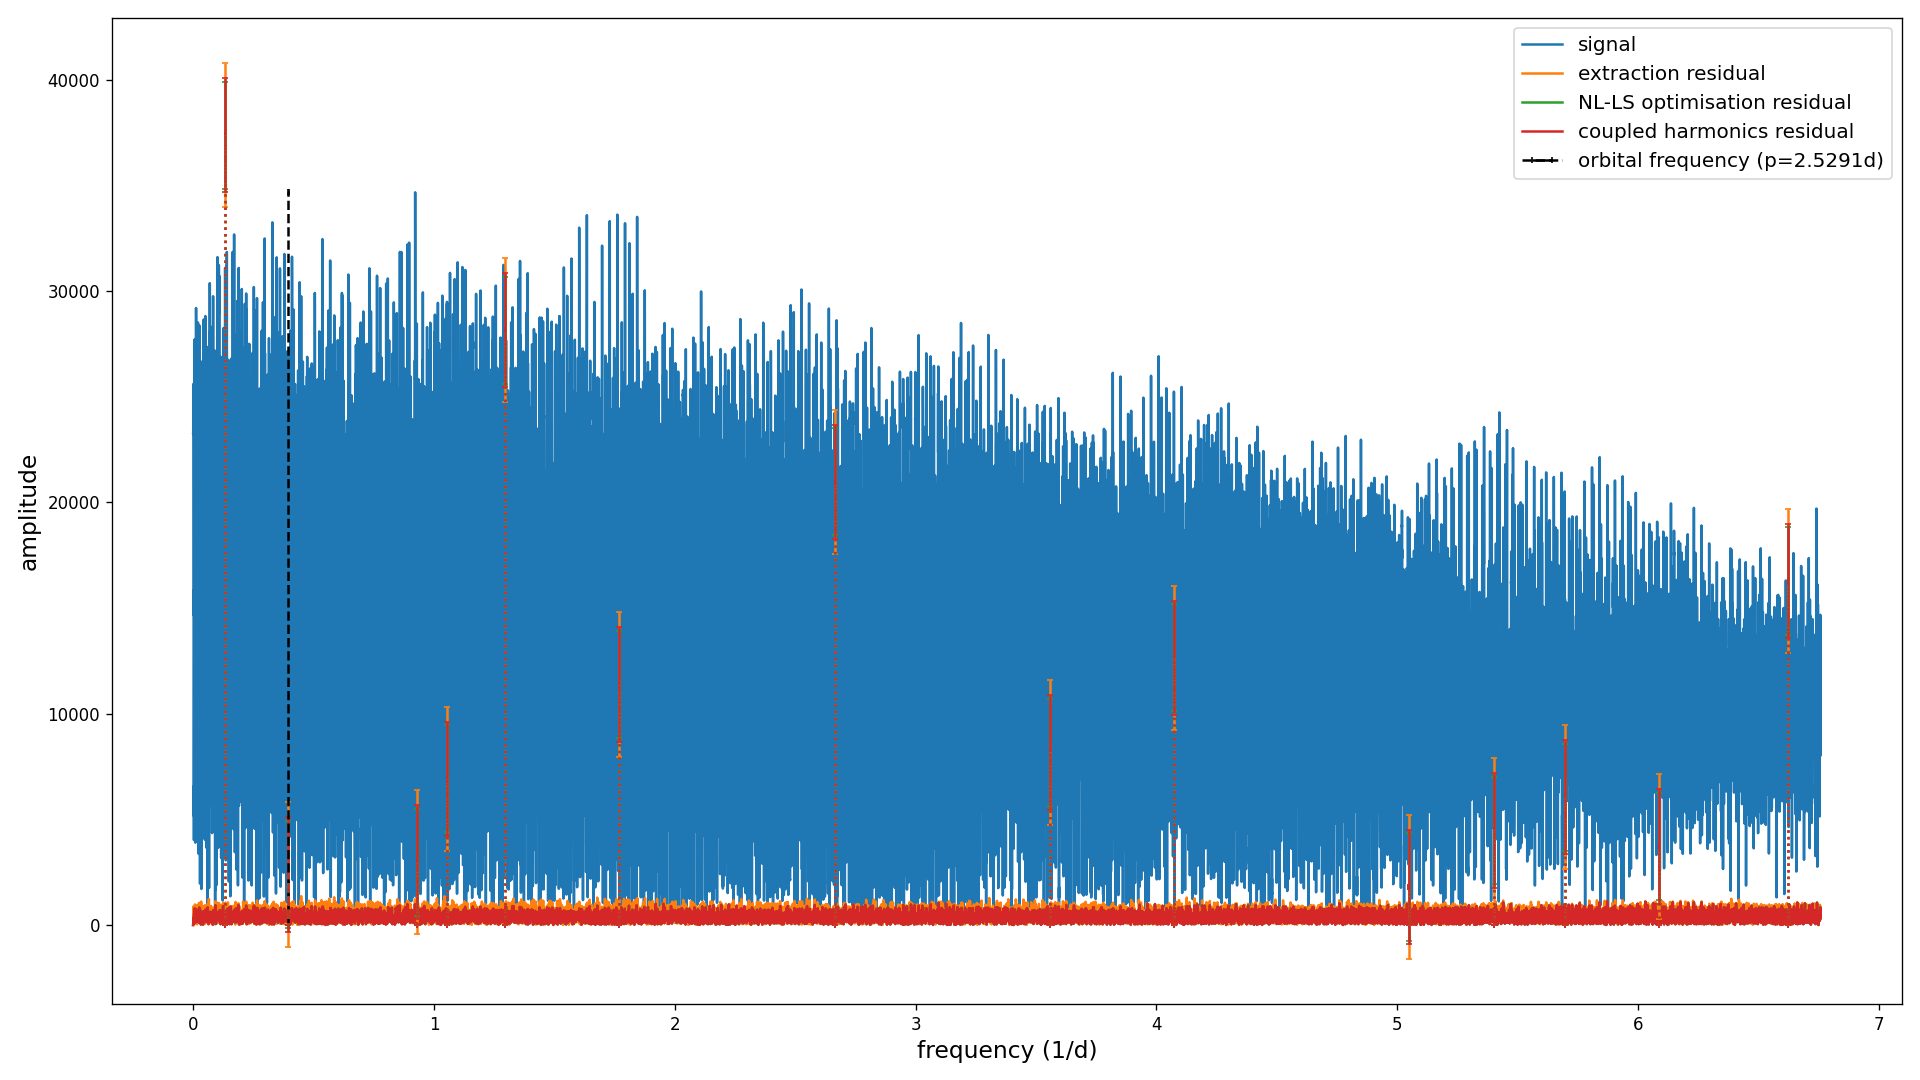 signal
extraction residual
NL-LS optimisation residual
coupled harmonics residual
orbital frequency (p=2.5291d)
amplitude
40000
30000
20000
10000
0
0 1 2 3 4 5 6 7
frequency (1/d)